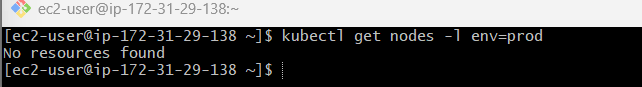 ec2-user@ip-172-31-29-138:~
[ec2-user@ip-172-31-29-138 ~]$ kubectl get nodes -l env=prod
No resources found
[ec2-user@ip-172-31-29-138 ~]$